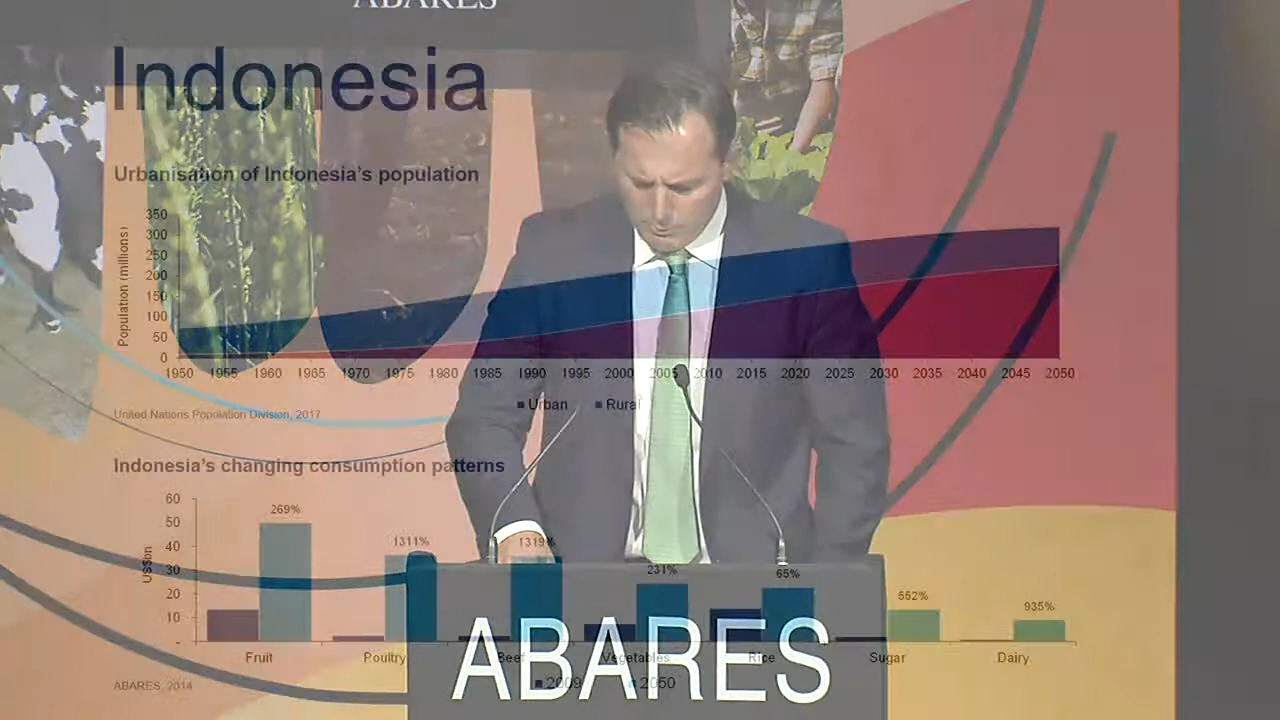 ABARES
Indonesia
Urbanisation of Indonesia's population
Population (millions)
350
300
250
200
150
100
50
0
1950 1955 1960 1965 1970 1975 1980 1985 1990 1995 2000 2005 2010 2015 2020 2025 2030 2035 2040 2045 2050
Urban Rural
United Nations Population Division, 2017
Indonesia's changing consumption patterns
US$bn
60
50
40
30
20
10
-
269% 1311% 1319% 231% 65% 552% 935%
Fruit Poultry Beef Vegetables Rice Sugar Dairy
2009 2050
ABARES, 2014
ABARES